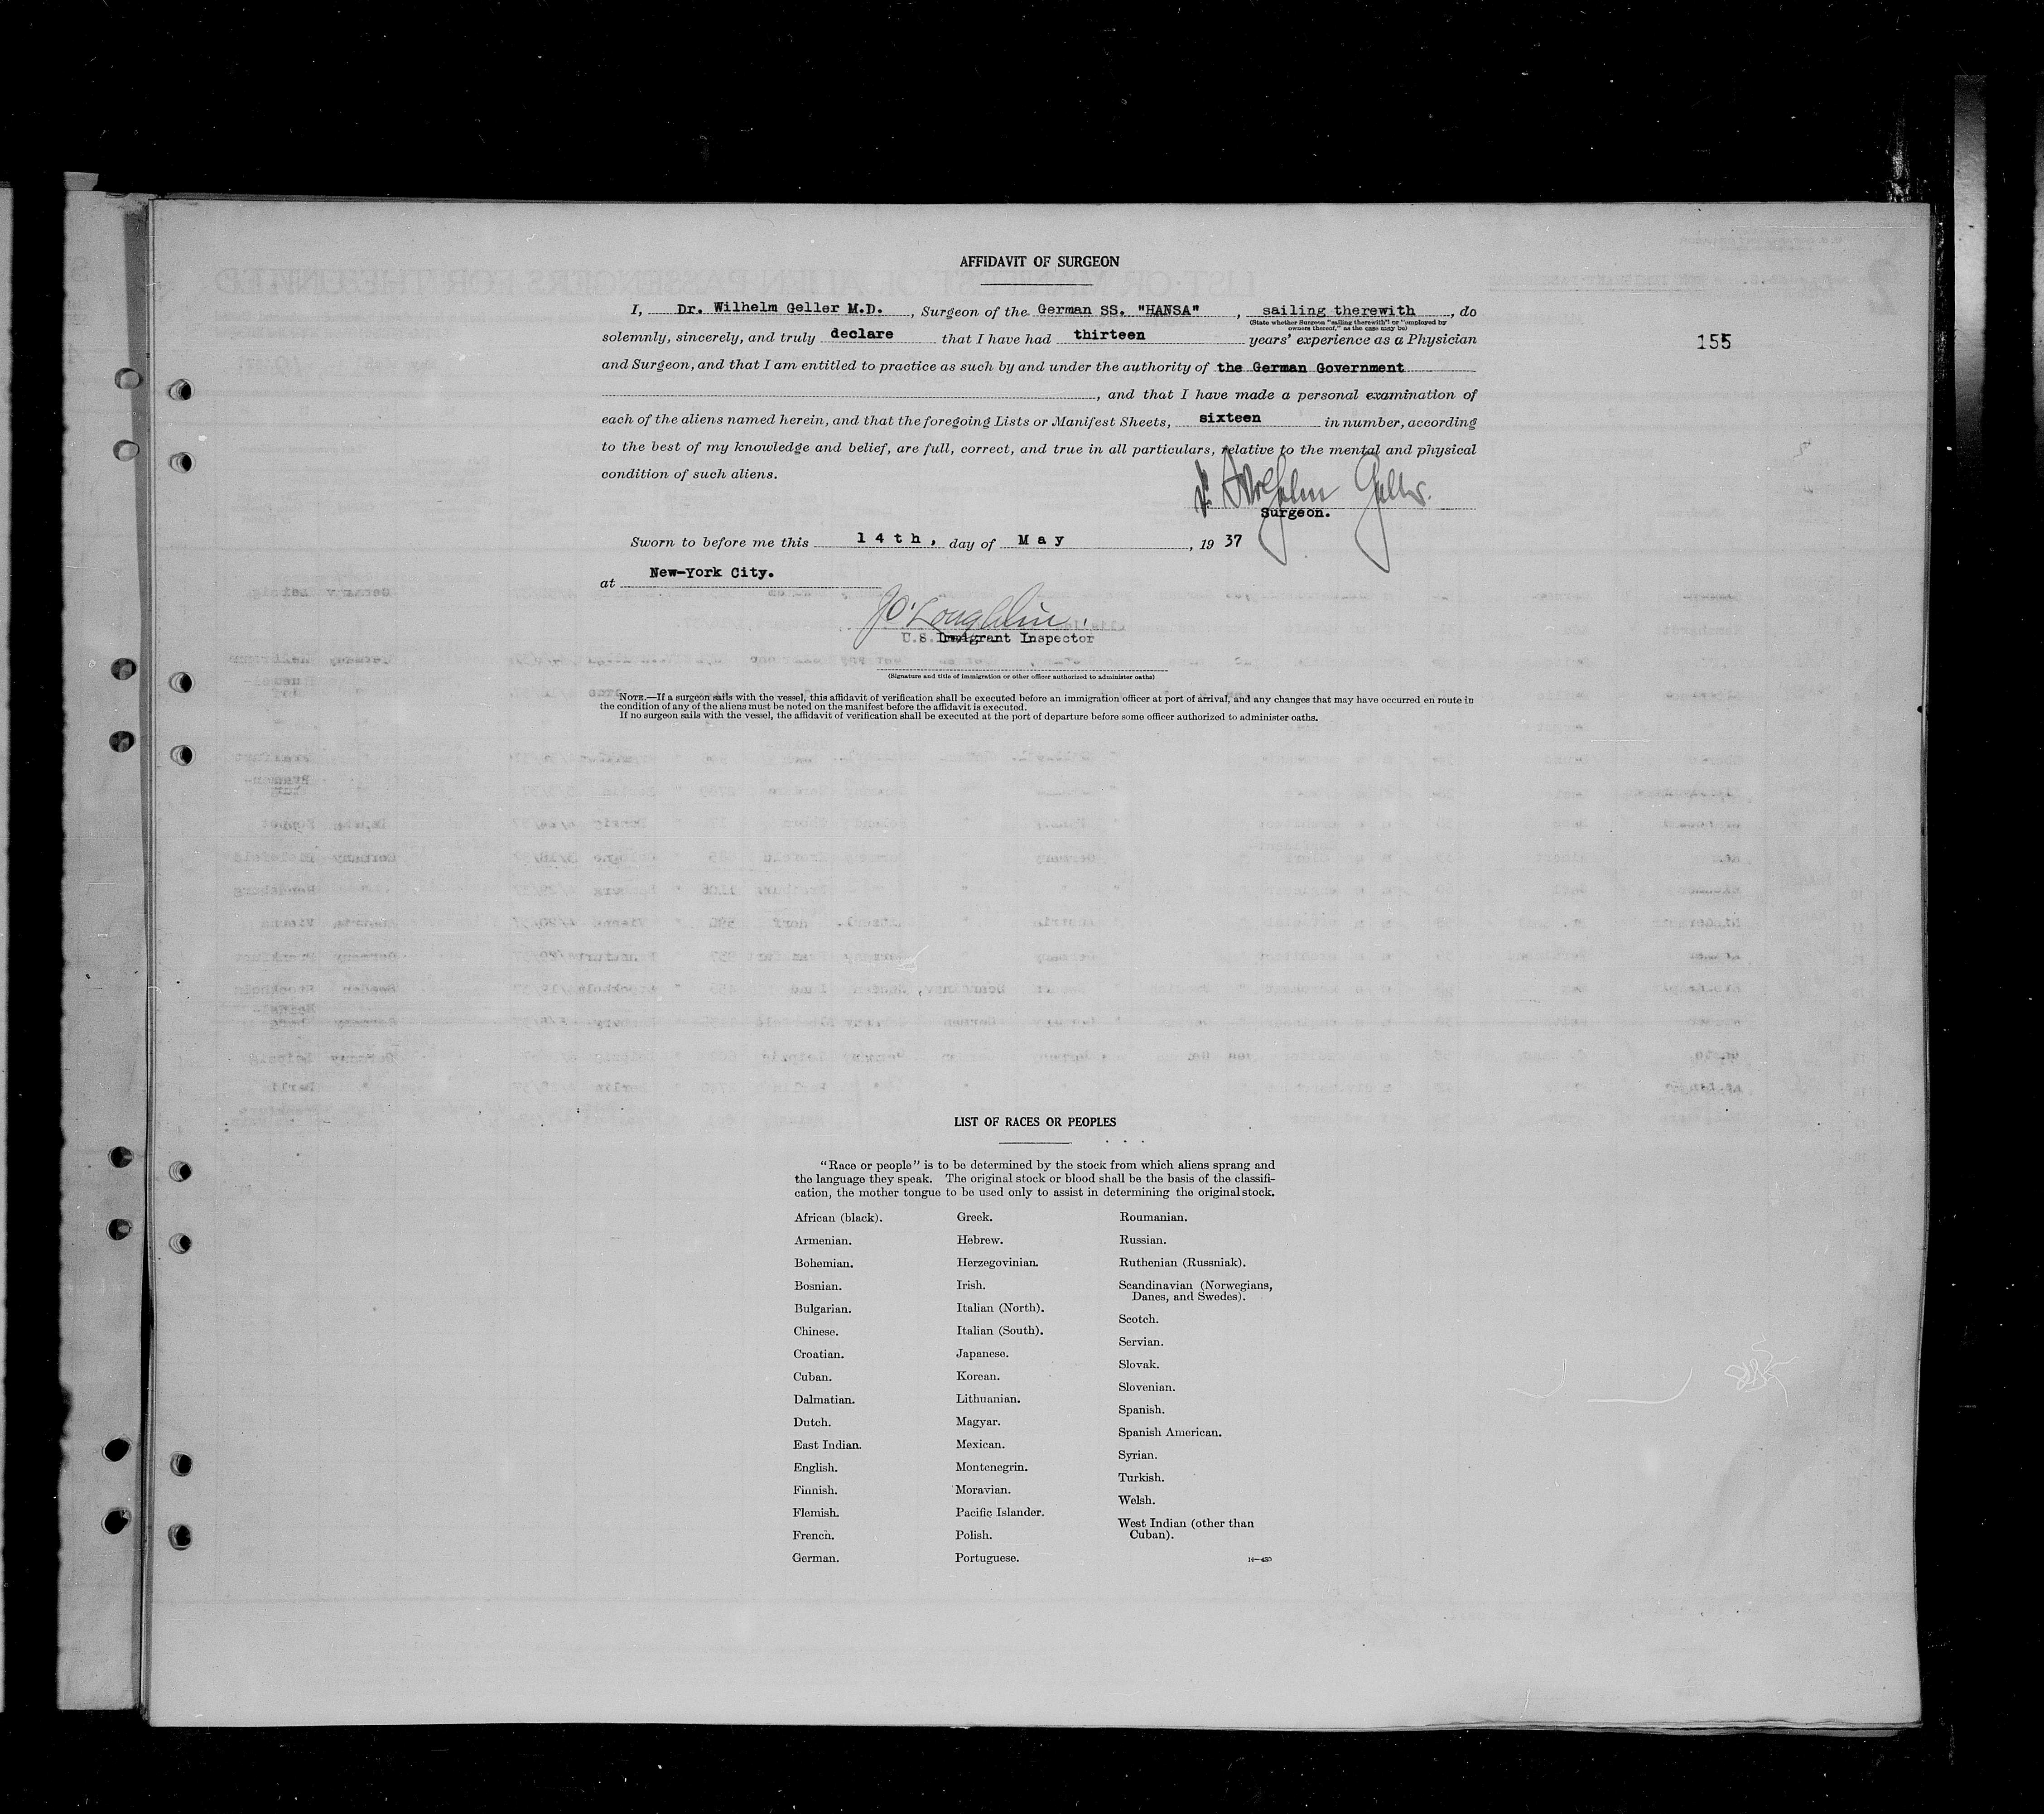 AFFIDAVIT OF SURGEON
I, Dr. Wilhelm Geller M.D. , Surgeon of the German SS. "HANSA" , sailing therewith , do
(State whether Surgeon "sailing therewith" or "employed by
owners thereof," as the case may be)
solemnly, sincerely, and truly declare that I have had thirteen years' experience as a Physician
155
and Surgeon, and that I am entitled to practice as such by and under the authority of the German Government
, and that I have made a personal examination of
each of the aliens named herein, and that the foregoing Lists or Manifest Sheets, sixteen in number, according
to the best of my knowledge and belief, are full, correct, and true in all particulars, relative to the mental and physical
condition of such aliens.
Dr. Wilhelm Geller.
Surgeon.
Sworn to before me this 14th, day of May , 19 37
at New-York City.
U.S. Immigrant Inspector
(Signature and title of immigration or other officer authorized to administer oaths)
NOTE.—If a surgeon sails with the vessel, this affidavit of verification shall be executed before an immigration officer at port of arrival, and any changes that may have occurred en route in
the condition of any of the aliens must be noted on the manifest before the affidavit is executed.
If no surgeon sails with the vessel, the affidavit of verification shall be executed at the port of departure before some officer authorized to administer oaths.
LIST OF RACES OR PEOPLES
"Race or people" is to be determined by the stock from which aliens sprang and
the language they speak. The original stock or blood shall be the basis of the classifi-
cation, the mother tongue to be used only to assist in determining the original stock.
African (black).
Armenian.
Bohemian.
Bosnian.
Bulgarian.
Chinese.
Croatian.
Cuban.
Dalmatian.
Dutch.
East Indian.
English.
Finnish.
Flemish.
French.
German.
Greek.
Hebrew.
Herzegovinian.
Irish.
Italian (North).
Italian (South).
Japanese.
Korean.
Lithuanian.
Magyar.
Mexican.
Montenegrin.
Moravian.
Pacific Islander.
Polish.
Portuguese.
Roumanian.
Russian.
Ruthenian (Russniak).
Scandinavian (Norwegians,
Danes, and Swedes).
Scotch.
Servian.
Slovak.
Slovenian.
Spanish.
Spanish American.
Syrian.
Turkish.
Welsh.
West Indian (other than
Cuban).